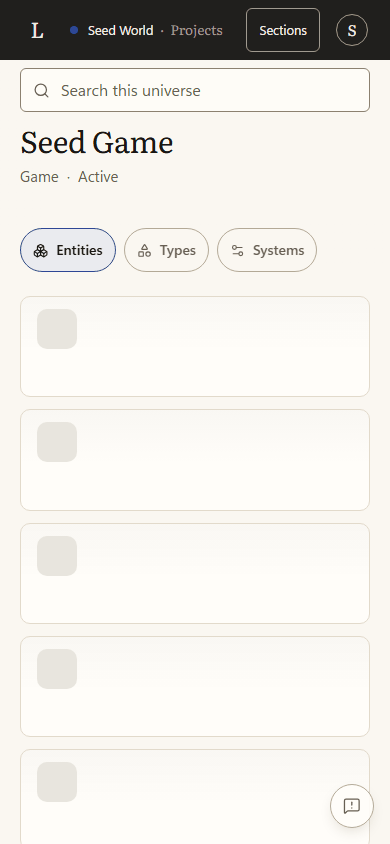 L Seed World · Projects Sections S
Search this universe
Seed Game
Game · Active
Entities Types Systems